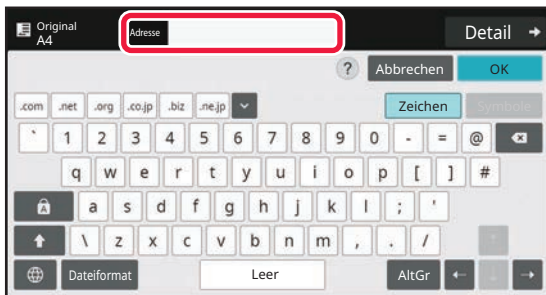 Original
A4
Adresse
Detail →
? Abbrechen OK
.com .net .org .co.jp .biz .ne.jp Zeichen Symbole
` 1 2 3 4 5 6 7 8 9 0 - = @
q w e r t y u i o p [ ] #
A a s d f g h j k l ; '
\ z x c v b n m , . /
Dateiformat Leer AltGr ← ↓ →